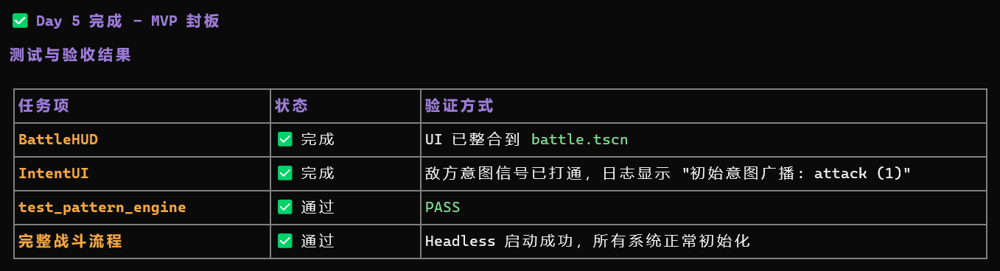 ✅ Day 5 完成 - MVP 封板
测试与验收结果
任务项 状态 验证方式
BattleHUD ✅ 完成 UI 已整合到 battle.tscn
IntentUI ✅ 完成 敌方意图信号已打通，日志显示 "初始意图广播: attack (1)"
test_pattern_engine ✅ 通过 PASS
完整战斗流程 ✅ 通过 Headless 启动成功，所有系统正常初始化